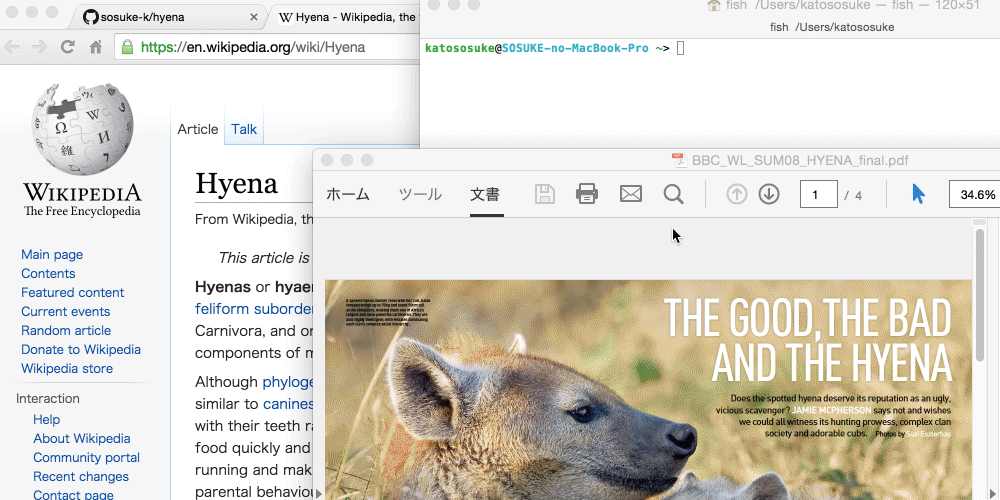 sosuke-k/hyena
Hyena - Wikipedia, the
https://en.wikipedia.org/wiki/Hyena
WIKIPEDIA
The Free Encyclopedia
Main page
Contents
Featured content
Current events
Random article
Donate to Wikipedia
Wikipedia store
Interaction
Help
About Wikipedia
Community portal
Recent changes
Contact page
Article
Talk
Hyena
From Wikipedia, th
This article is
Hyenas or hyaen
feliform suborde
Carnivora, and or
components of m
Although phyloge
similar to canines
with their teeth ra
food quickly and
running and mak
parental behaviou
fish /Users/katososuke — fish — 120×51
fish /Users/katososuke
katososuke@SOSUKE-no-MacBook-Pro ~>
BBC_WL_SUM08_HYENA_final.pdf
ホーム ツール 文書 1 / 4 34.6%
THE GOOD,THE BAD
AND THE HYENA
Does the spotted hyena deserve its reputation as an ugly,
vicious scavenger? JAMIE MCPHERSON says not and wishes
we could all witness its hunting prowess, complex clan
society and adorable cubs. Photos by Suzi Eszterhas